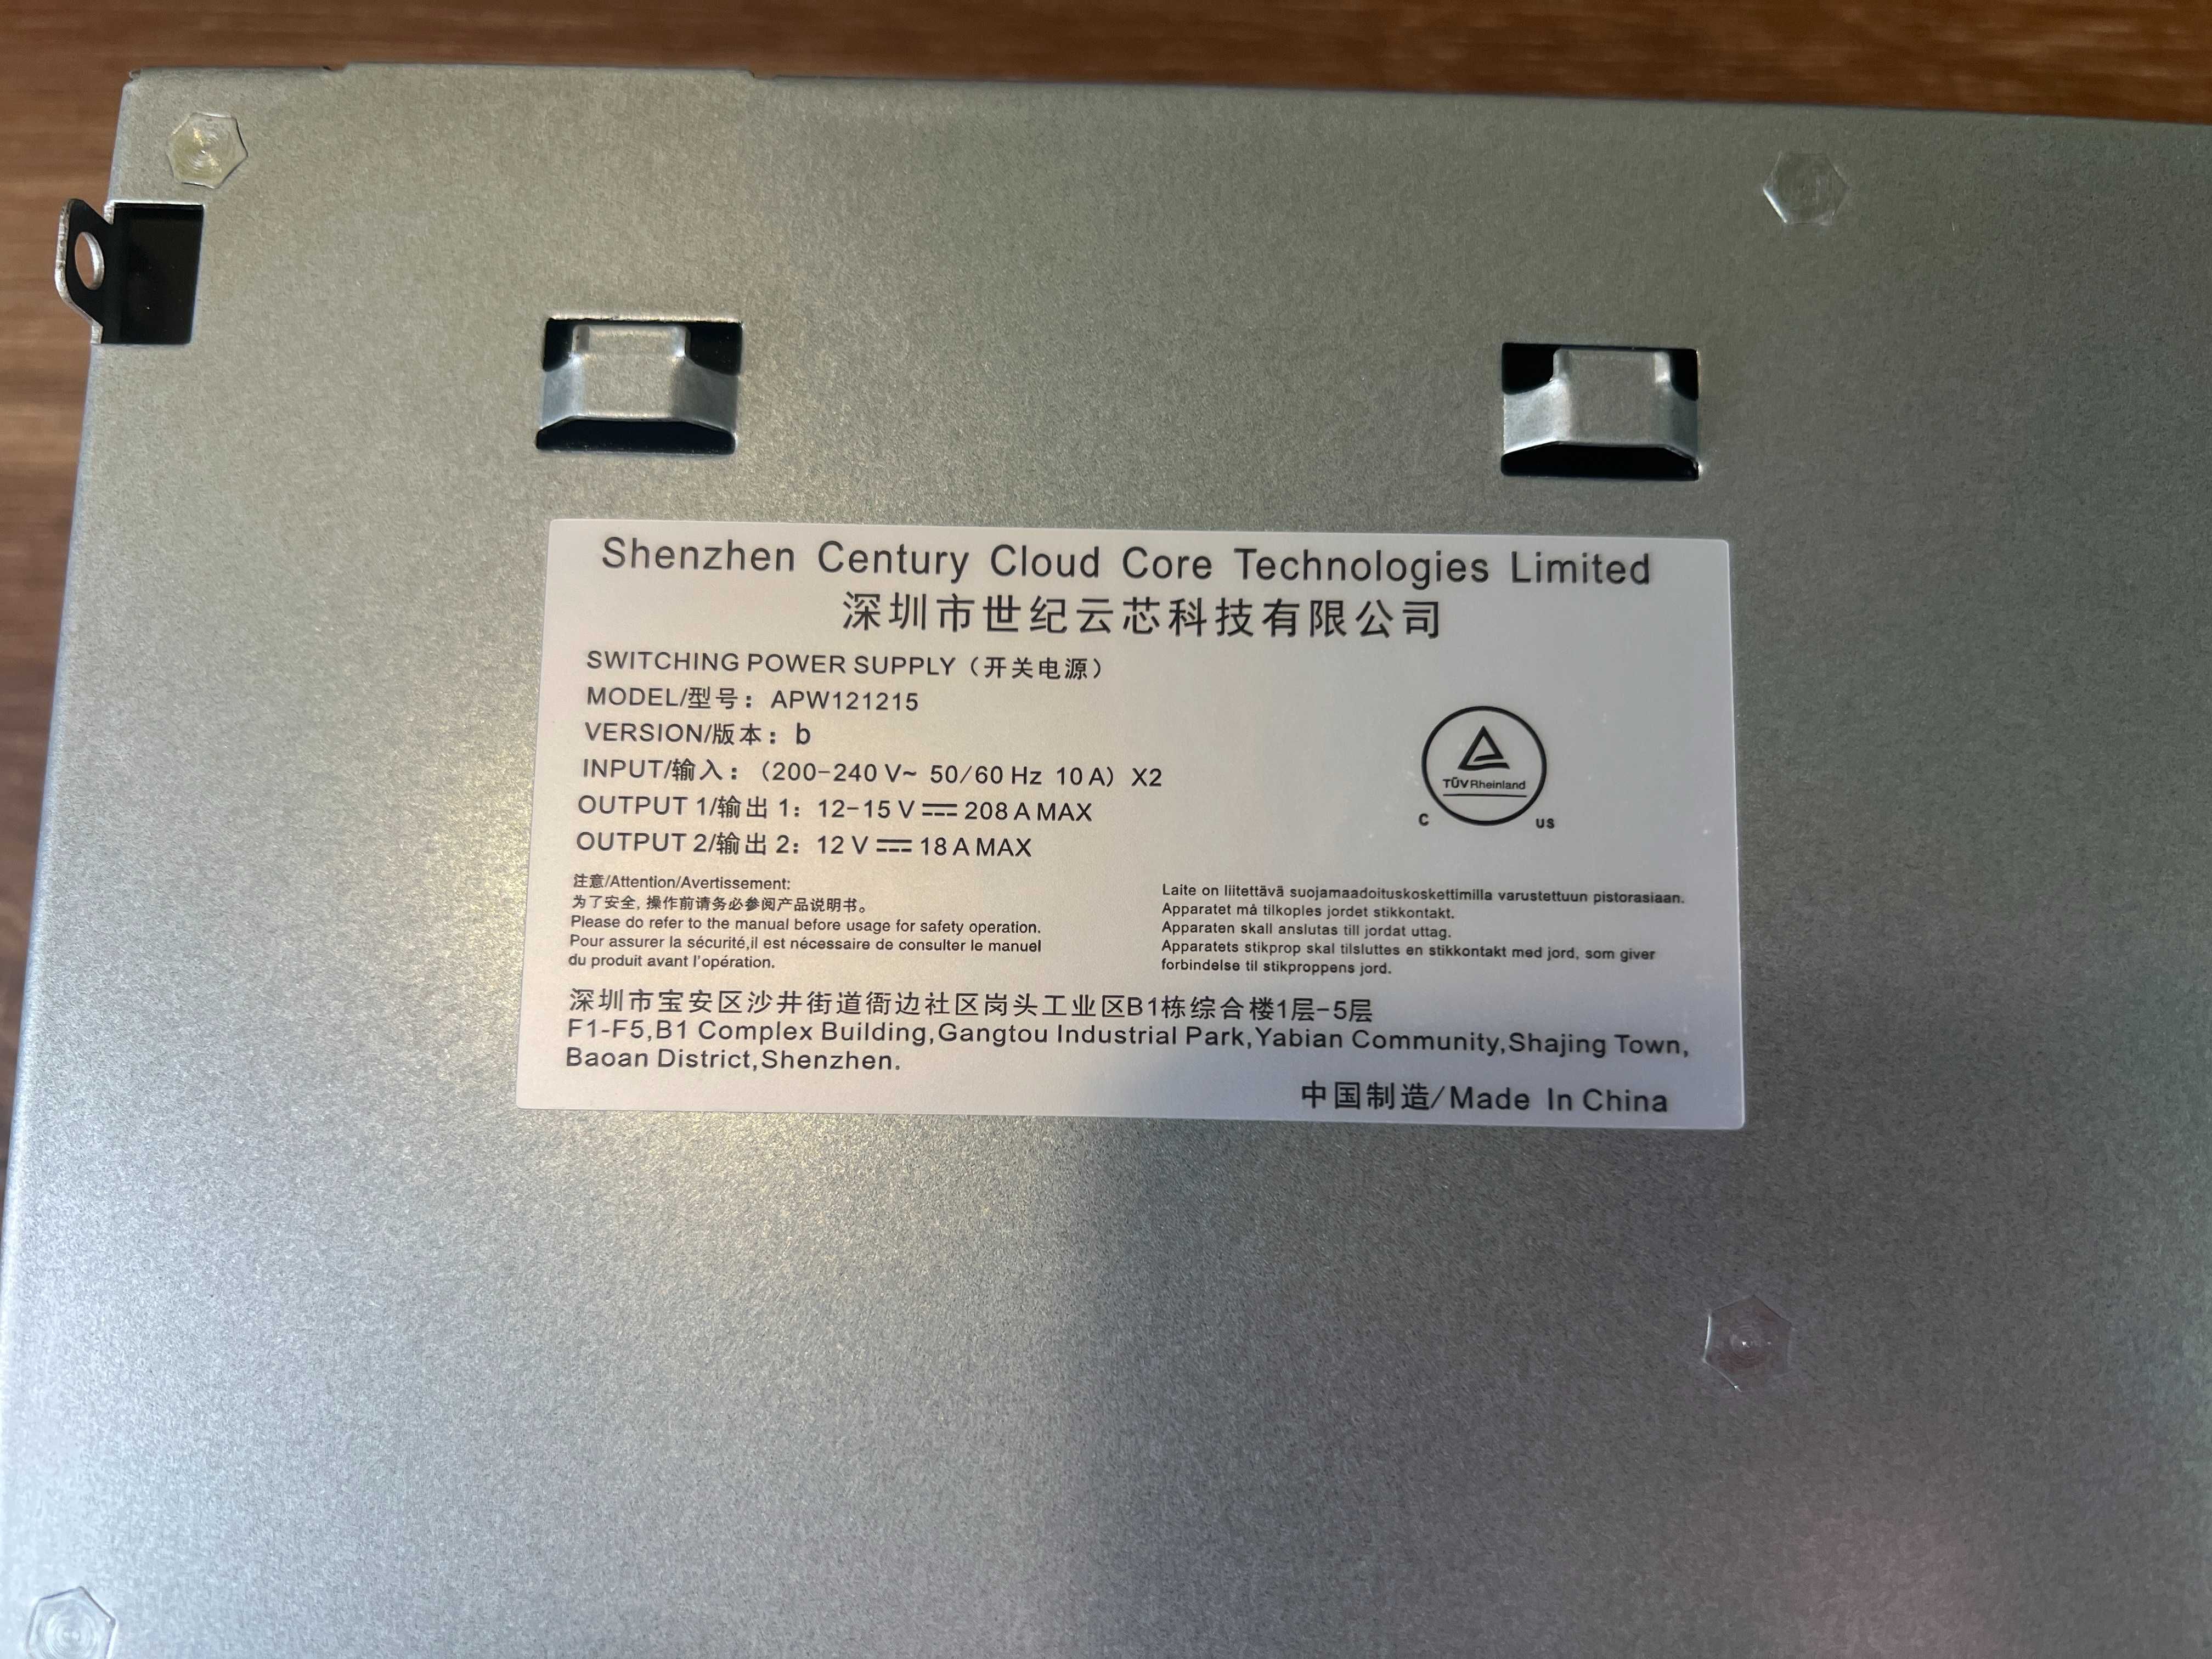 Shenzhen Century Cloud Core Technologies Limited
深圳市世纪云芯科技有限公司
SWITCHING POWER SUPPLY（开关电源）
MODEL/型号：APW121215
VERSION/版本：b
INPUT/输入：（200-240 V~ 50/60 Hz 10 A）X2
OUTPUT 1/输出 1：12-15 V ⎓ 208 A MAX
OUTPUT 2/输出 2：12 V ⎓ 18 A MAX
TÜVRheinland
C US
注意/Attention/Avertissement:
为了安全, 操作前请务必参阅产品说明书。
Please do refer to the manual before usage for safety operation.
Pour assurer la sécurité,il est nécessaire de consulter le manuel
du produit avant l'opération.
Laite on liitettävä suojamaadoituskoskettimilla varustettuun pistorasiaan.
Apparatet må tilkoples jordet stikkontakt.
Apparaten skall anslutas till jordat uttag.
Apparatets stikprop skal tilsluttes en stikkontakt med jord, som giver
forbindelse til stikproppens jord.
深圳市宝安区沙井街道衙边社区岗头工业区B1栋综合楼1层-5层
F1-F5,B1 Complex Building,Gangtou Industrial Park,Yabian Community,Shajing Town,
Baoan District,Shenzhen.
中国制造/Made In China